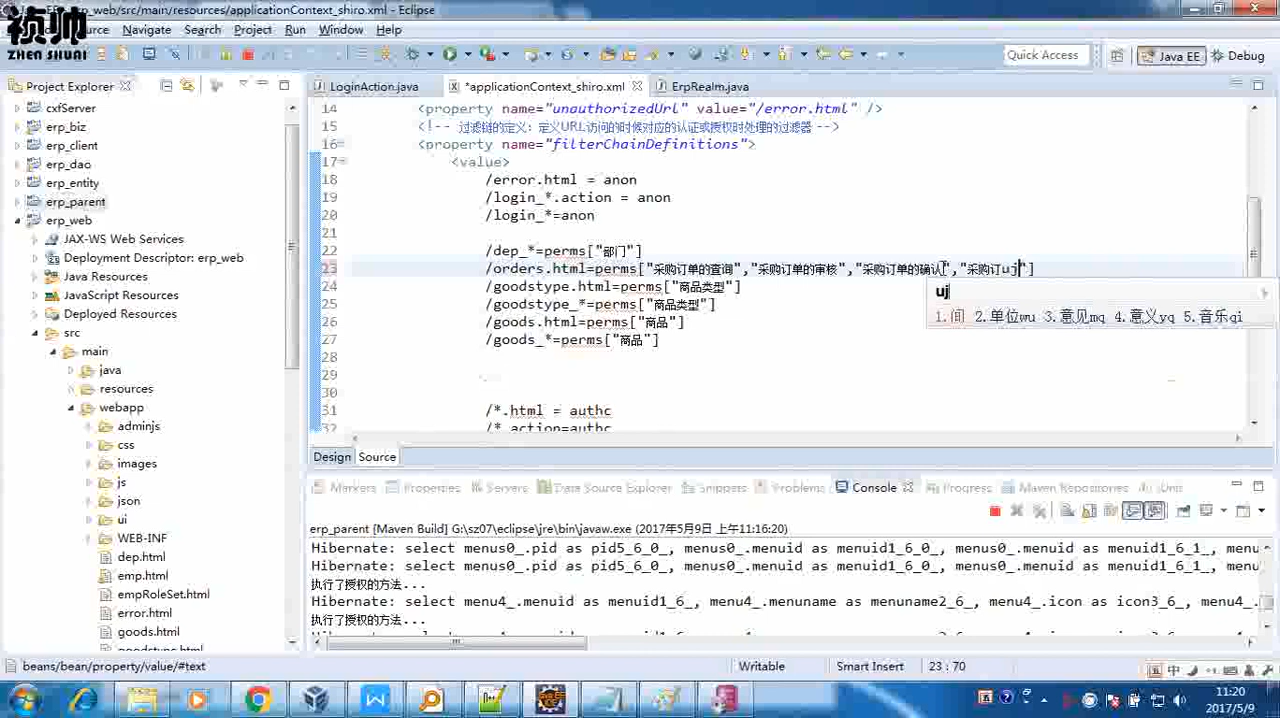 祯帅
ZHEN SHUAI
erp_web/src/main/resources/applicationContext_shiro.xml - Eclipse
Source Navigate Search Project Run Window Help
Quick Access Java EE Debug
Project Explorer LoginAction.java *applicationContext_shiro.xml ErpRealm.java
cxfServer
erp_biz
erp_client
erp_dao
erp_entity
erp_parent
erp_web
JAX-WS Web Services
Deployment Descriptor: erp_web
Java Resources
JavaScript Resources
Deployed Resources
src
main
java
resources
webapp
adminjs
css
images
js
json
ui
WEB-INF
dep.html
emp.html
empRoleSet.html
error.html
goods.html
goodstype.html
14 <property name="unauthorizedUrl" value="/error.html" />
15 <!-- 过滤链的定义: 定义URL访问的时候对应的认证或授权时处理的过滤器 -->
16 <property name="filterChainDefinitions">
17 <value>
18 /error.html = anon
19 /login_*.action = anon
20 /login_*=anon
21
22 /dep_*=perms["部门"]
23 /orders.html=perms["采购订单的查询","采购订单的审核","采购订单的确认","采购订uj"]
24 /goodstype.html=perms["商品类型"]
25 /goodstype_*=perms["商品类型"]
26 /goods.html=perms["商品"]
27 /goods_*=perms["商品"]
28
29
30
31 /*.html = authc
32 /*.action=authc
uj
1.间 2.单位wu 3.意见mq 4.意义yq 5.音乐qi
Design Source
Markers Properties Servers Data Source Explorer Snippets Problems Console Progress Maven Repositories JUnit
erp_parent [Maven Build] G:\sz07\eclipse\jre\bin\javaw.exe (2017年5月9日 上午11:16:20)
Hibernate: select menus0_.pid as pid5_6_0_, menus0_.menuid as menuid1_6_0_, menus0_.menuid as menuid1_6_1_, menus
Hibernate: select menus0_.pid as pid5_6_0_, menus0_.menuid as menuid1_6_0_, menus0_.menuid as menuid1_6_1_, menus
执行了授权的方法...
Hibernate: select menu4_.menuid as menuid1_6_, menu4_.menuname as menuname2_6_, menu4_.icon as icon3_6_, menu4_.
执行了授权的方法...
beans/bean/property/value/#text Writable Smart Insert 23 : 70
中
11:20
2017/5/9